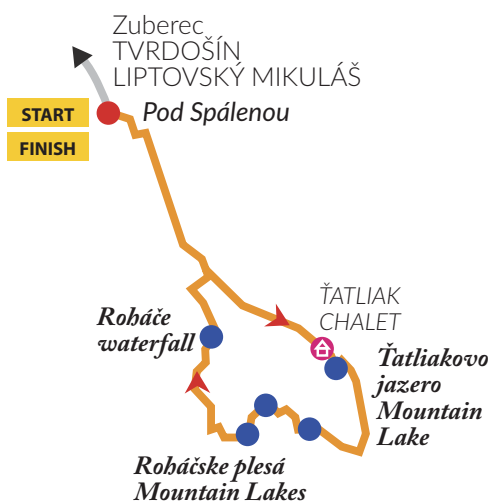 Zuberec
TVRDOŠÍN
LIPTOVSKÝ MIKULÁŠ
START
FINISH
Pod Spálenou
ŤATLIAK
CHALET
Roháče
waterfall
Ťatliakovo
jazero
Mountain
Lake
Roháčske plesá
Mountain Lakes